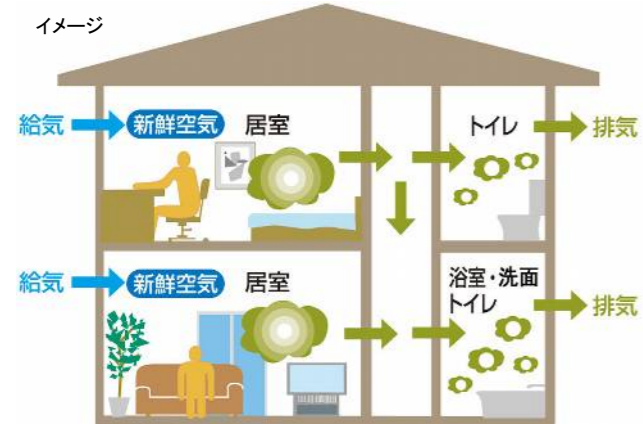 イメージ
給気
新鮮空気
居室
トイレ
排気
給気
新鮮空気
居室
浴室・洗面
トイレ
排気